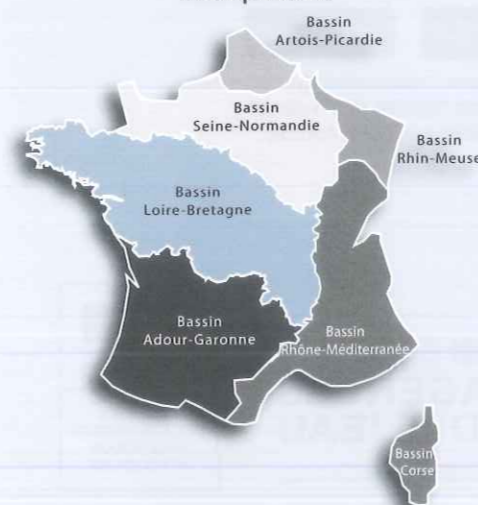 Bassin
Artois-Picardie
Bassin
Seine-Normandie
Bassin
Rhin-Meuse
Bassin
Loire-Bretagne
Bassin
Adour-Garonne
Bassin
Rhône-Méditerranée
Bassin
Corse